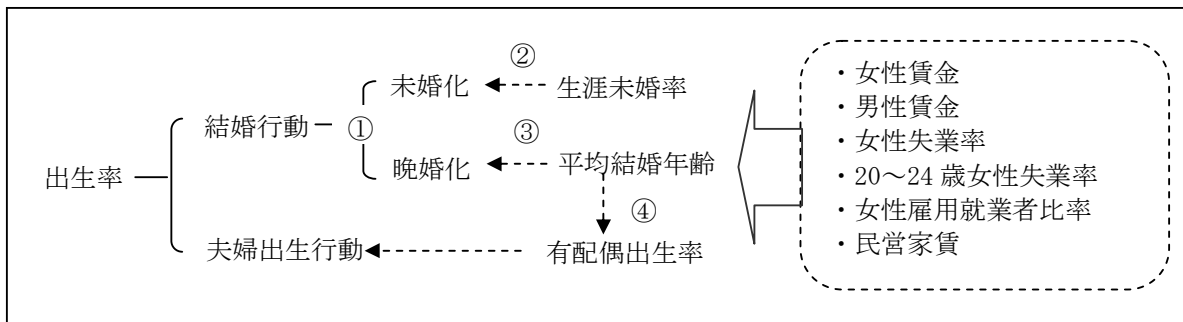 ②
未婚化 生涯未婚率
結婚行動 ①
③
晩婚化 平均結婚年齢
出生率
④
夫婦出生行動 有配偶出生率
・女性賃金
・男性賃金
・女性失業率
・20～24 歳女性失業率
・女性雇用就業者比率
・民営家賃